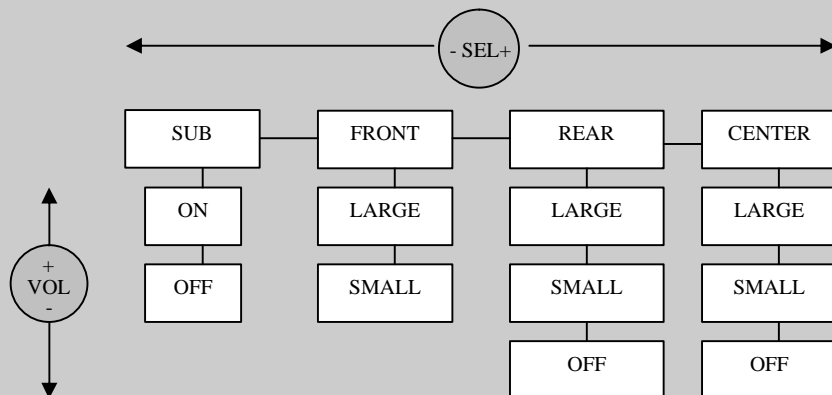 - SEL+
SUB FRONT REAR CENTER
ON LARGE LARGE LARGE
+
VOL
-
OFF SMALL SMALL SMALL
OFF OFF